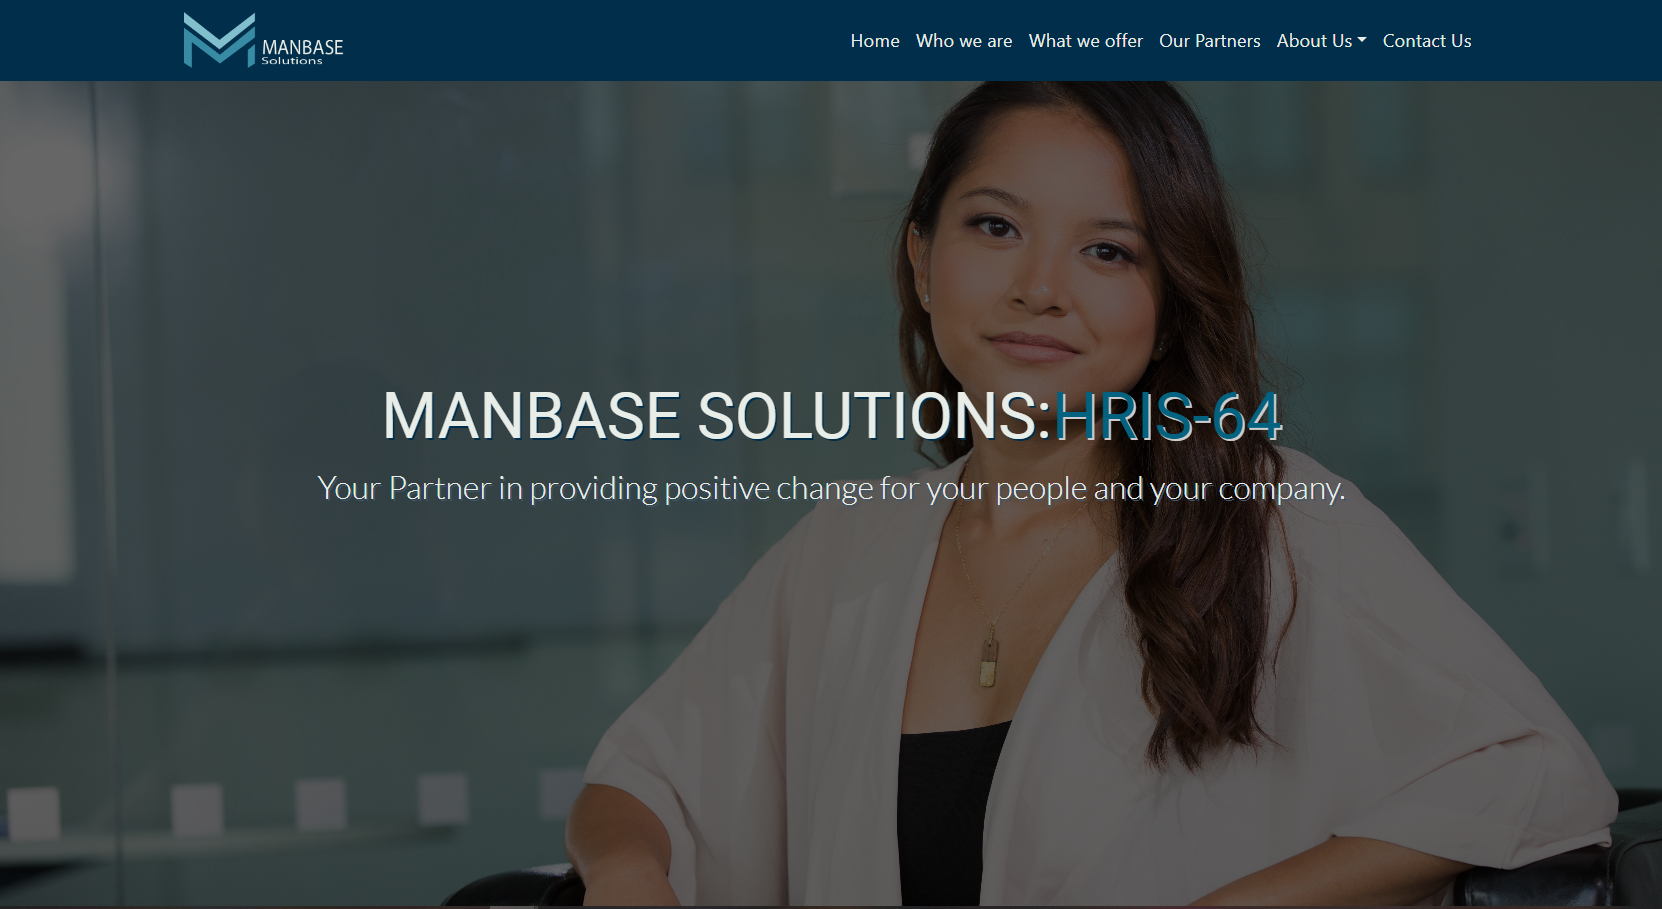 MANBASE
Solutions
Home Who we are What we offer Our Partners About Us Contact Us
MANBASE SOLUTIONS:HRIS-64
Your Partner in providing positive change for your people and your company.